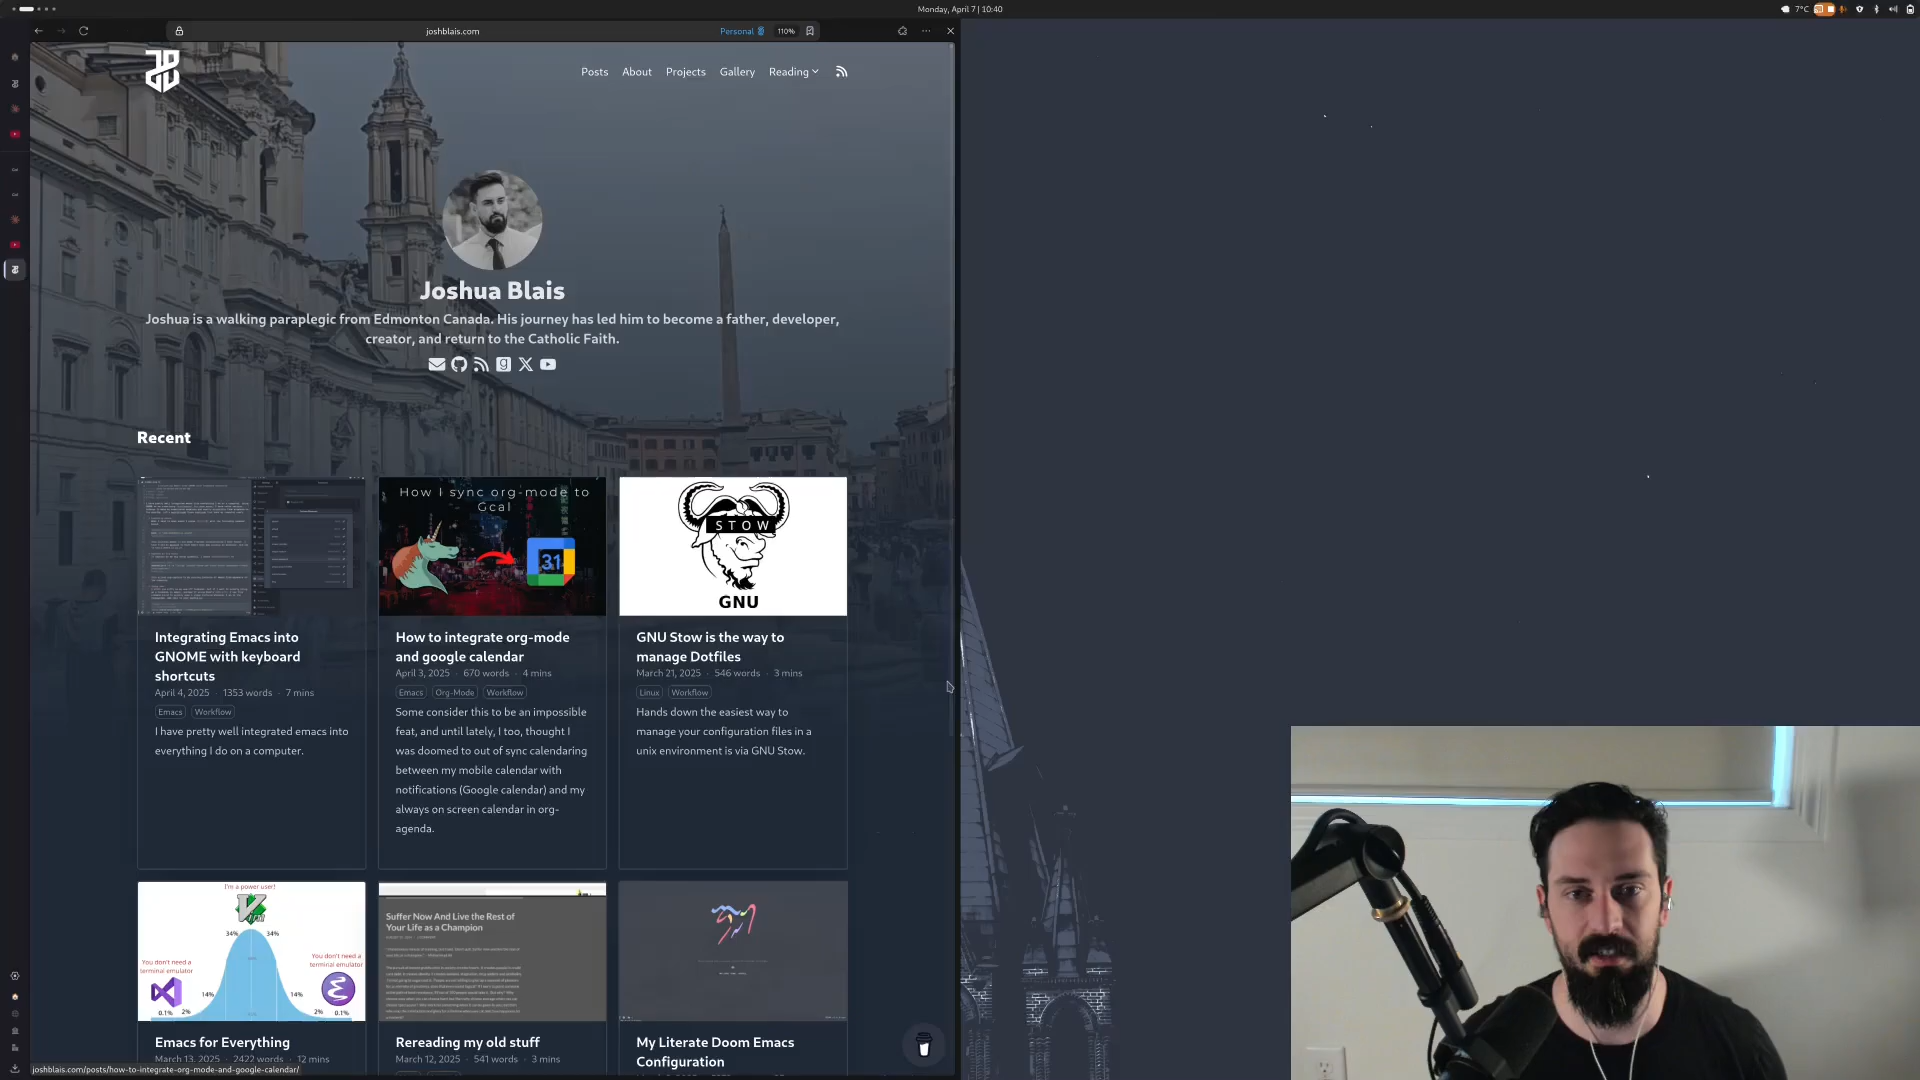 Monday, April 7 | 10:40
7°C
joshblais.com
Personal
110%
Posts
About
Projects
Gallery
Reading
Joshua Blais
Joshua is a walking paraplegic from Edmonton Canada. His journey has led him to become a father, developer,
creator, and return to the Catholic Faith.
Recent
Integrating Emacs into
GNOME with keyboard
shortcuts
April 4, 2025 · 1353 words · 7 mins
Emacs
Workflow
I have pretty well integrated emacs into
everything I do on a computer.
How I sync org-mode to
Gcal
31
How to integrate org-mode
and google calendar
April 3, 2025 · 670 words · 4 mins
Emacs
Org-Mode
Workflow
Some consider this to be an impossible
feat, and until lately, I too, thought I
was doomed to out of sync calendaring
between my mobile calendar with
notifications (Google calendar) and my
always on screen calendar in org-
agenda.
STOW
GNU
GNU Stow is the way to
manage Dotfiles
March 21, 2025 · 546 words · 3 mins
Linux
Workflow
Hands down the easiest way to
manage your configuration files in a
unix environment is via GNU Stow.
I'm a power user!
34%
34%
You don't need a
terminal emulator
You don't need a
terminal emulator
14%
14%
0.1%
2%
2%
0.1%
Emacs for Everything
March 13, 2025 · 2422 words · 12 mins
Suffer Now And Live the Rest of
Your Life as a Champion
Rereading my old stuff
March 12, 2025 · 541 words · 3 mins
My Literate Doom Emacs
Configuration
joshblais.com/posts/how-to-integrate-org-mode-and-google-calendar/